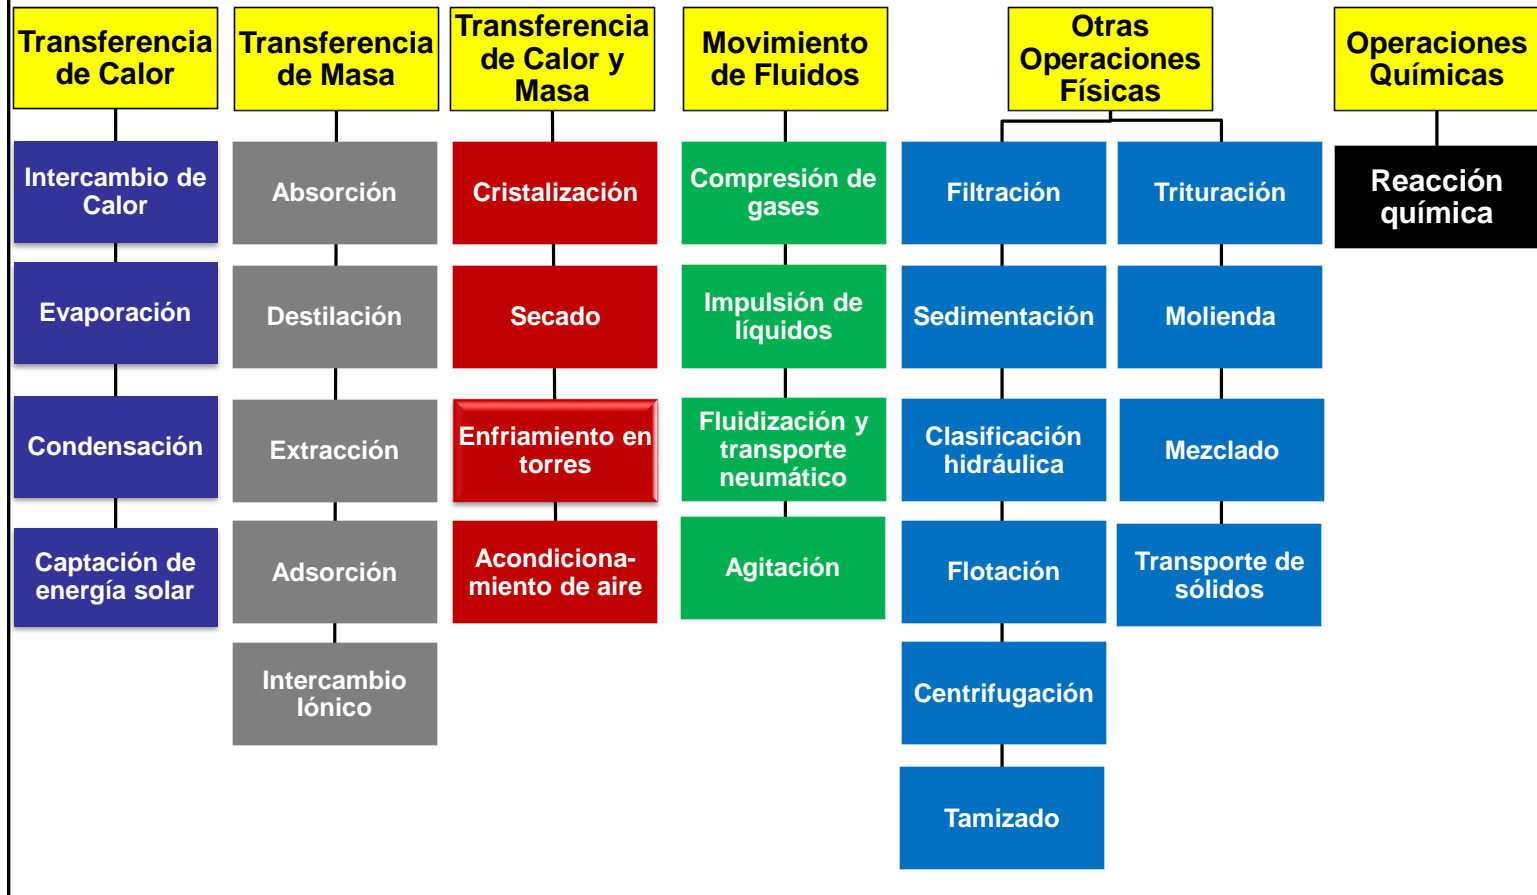 Transferencia
de Calor
Transferencia
de Masa
Transferencia
de Calor y
Masa
Movimiento
de Fluidos
Otras
Operaciones
Físicas
Operaciones
Químicas
Intercambio de
Calor
Evaporación
Condensación
Captación de
energía solar
Absorción
Destilación
Extracción
Adsorción
Intercambio
Iónico
Cristalización
Secado
Enfriamiento en
torres
Acondiciona-
miento de aire
Compresión de
gases
Impulsión de
líquidos
Fluidización y
transporte
neumático
Agitación
Filtración
Sedimentación
Clasificación
hidráulica
Flotación
Centrifugación
Tamizado
Trituración
Molienda
Mezclado
Transporte de
sólidos
Reacción
química